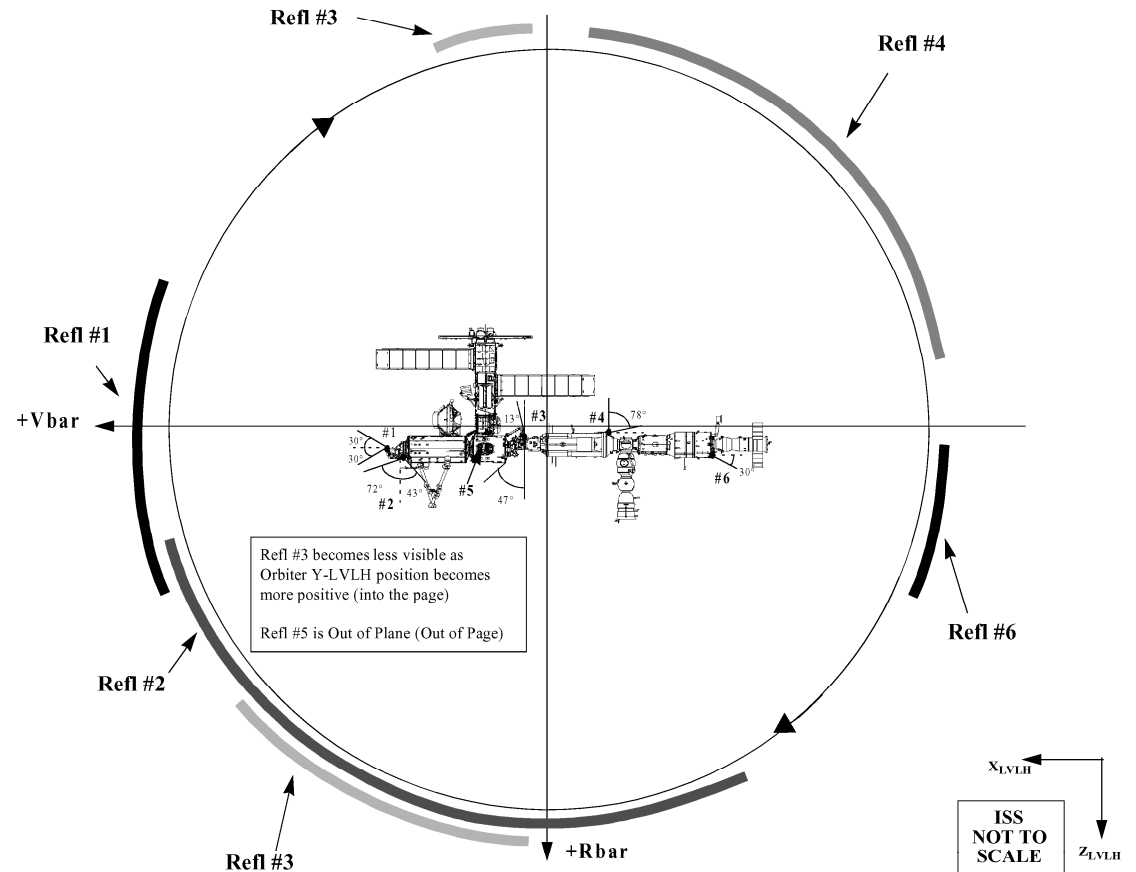 Refl #3
Refl #4
Refl #1
+Vbar
#3
#4
13°
78°
#1
30°
30°
72°
43°
#2
#5
47°
#6
30°
Refl #3 becomes less visible as
Orbiter Y-LVLH position becomes
more positive (into the page)
Refl #5 is Out of Plane (Out of Page)
Refl #6
Refl #2
Refl #3
+Rbar
XLVLH
ZLVLH
ISS
NOT TO
SCALE